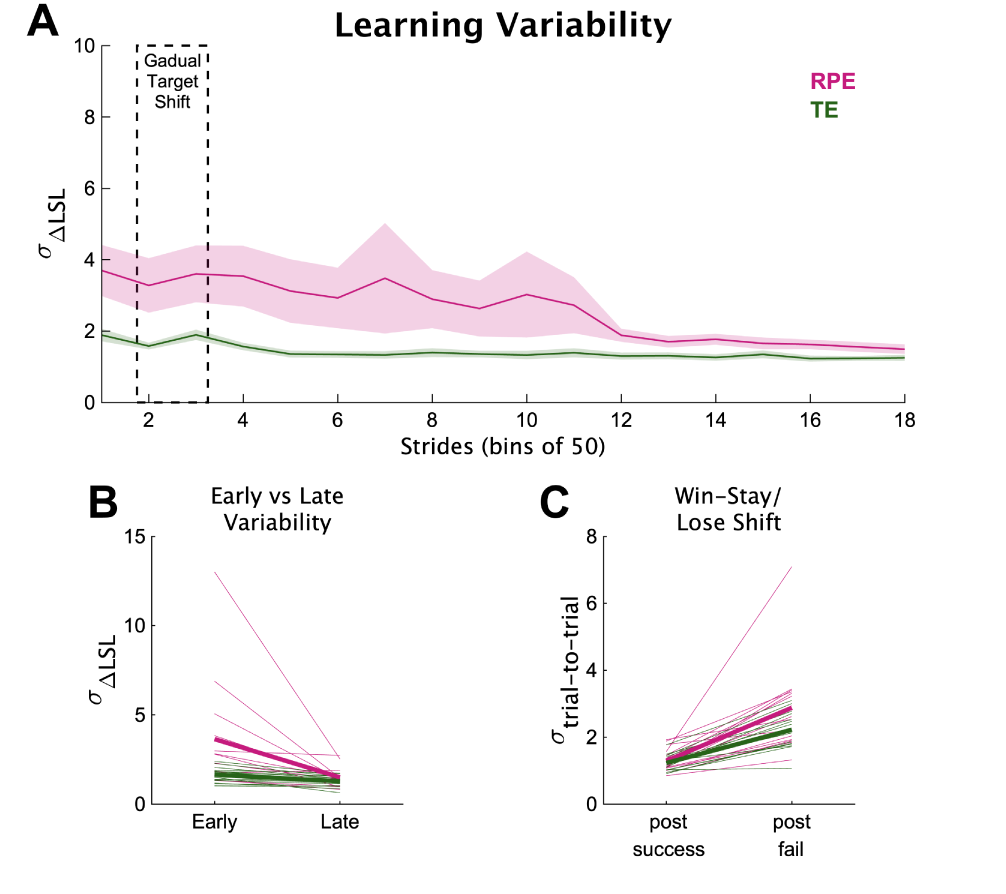 A
Learning Variability
10
8
6
4
2
0
σ ΔLSL
Gadual
Target
Shift
RPE
TE
2 4 6 8 10 12 14 16 18
Strides (bins of 50)
B
Early vs Late
Variability
15
10
5
0
σ ΔLSL
Early Late
C
Win-Stay/
Lose Shift
8
6
4
2
0
σ trial-to-trial
post post
success fail